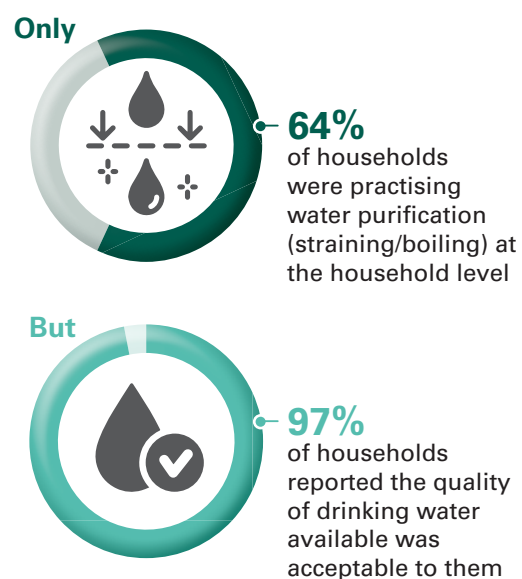 Only
64%
of households
were practising
water purification
(straining/boiling) at
the household level
But
97%
of households
reported the quality
of drinking water
available was
acceptable to them